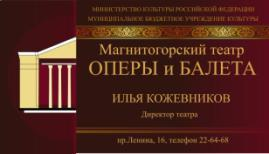 МИНИСТЕРСТВО КУЛЬТУРЫ РОССИЙСКОЙ ФЕДЕРАЦИИ
МУНИЦИПАЛЬНОЕ БЮДЖЕТНОЕ УЧРЕЖДЕНИЕ КУЛЬТУРЫ
Магнитогорский театр
ОПЕРЫ и БАЛЕТА
ИЛЬЯ КОЖЕВНИКОВ
Директор театра
пр.Ленина, 16, телефон 22-64-68